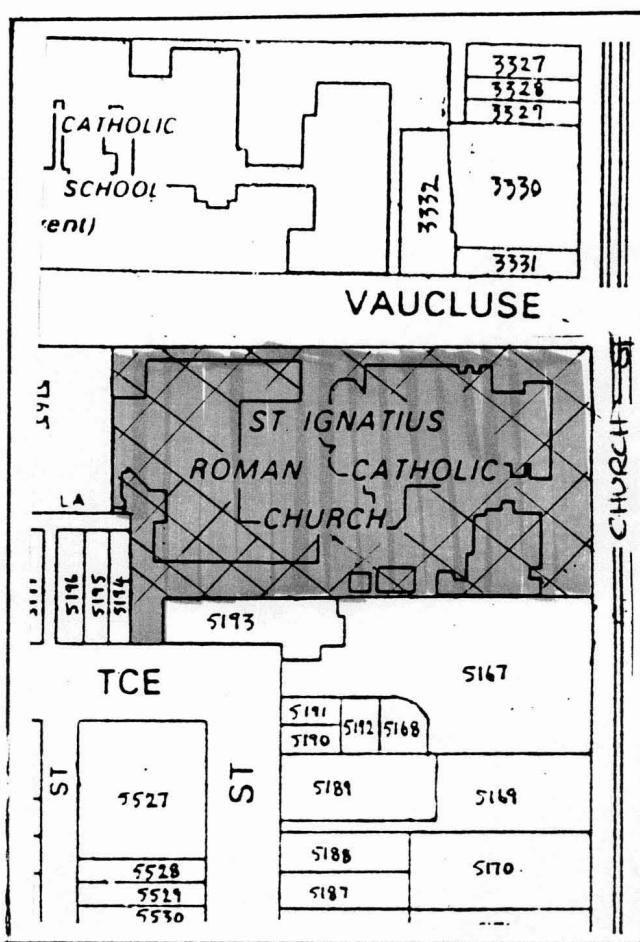 3327
3328
3327
CATHOLIC
SCHOOL
ent)
3332
3330
3331
VAUCLUSE
CHURCH ST
ST. IGNATIUS
ROMAN CATHOLIC
CHURCH
LA
5196
5195
5194
5193
TCE
5167
5191
5190
5192
5168
ST
5527
ST
5189
5169
5528
5529
5530
5188
5187
5170